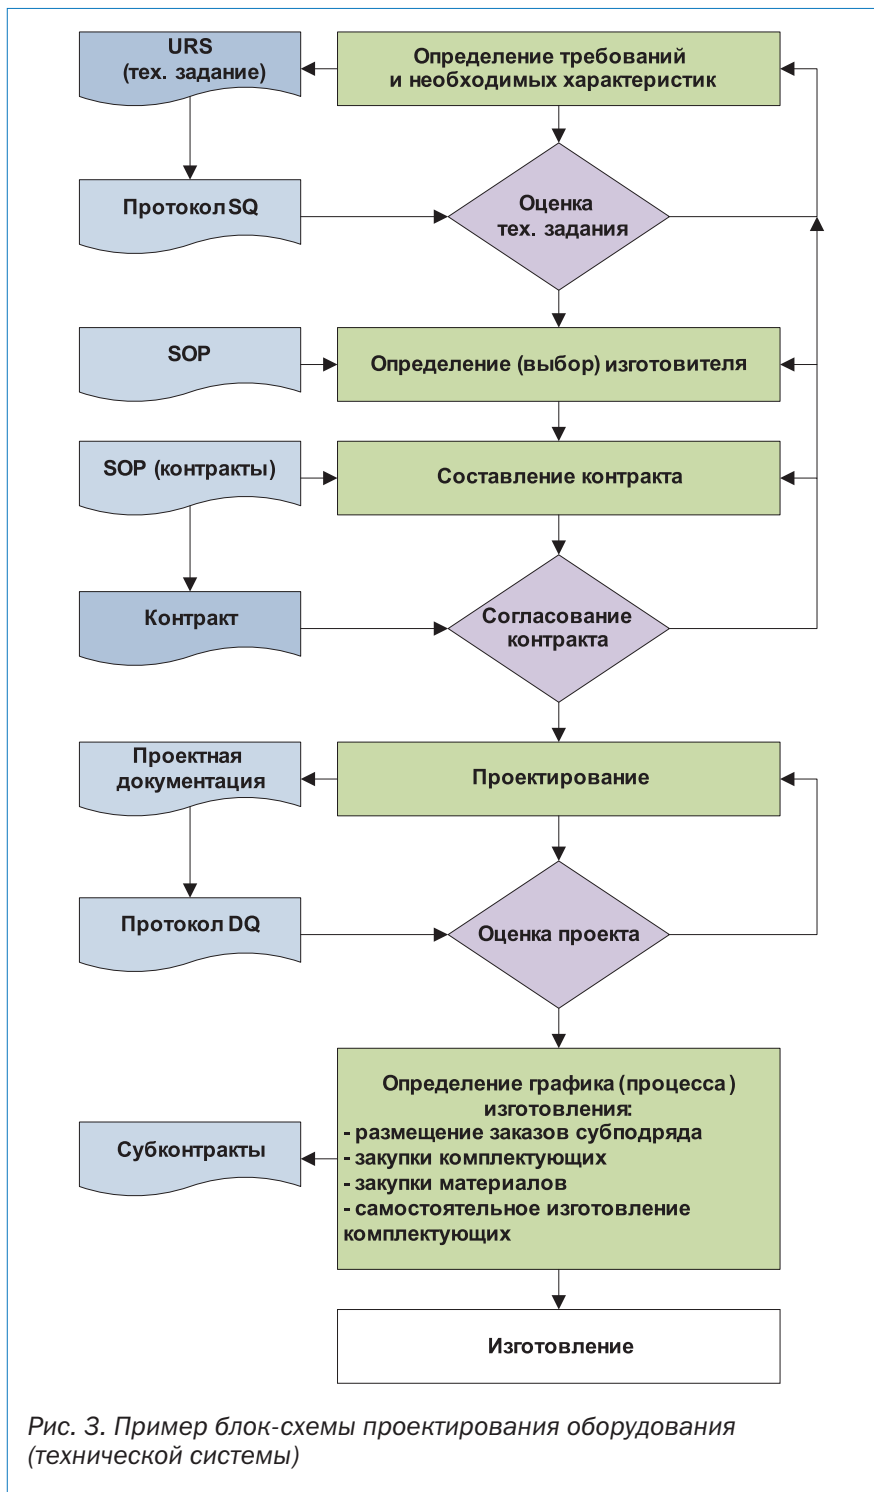 URS
(тех. задание)
Определение требований
и необходимых характеристик
Протокол SQ
Оценка
тех. задания
SOP
Определение (выбор) изготовителя
SOP (контракты)
Составление контракта
Контракт
Согласование
контракта
Проектная
документация
Проектирование
Протокол DQ
Оценка проекта
Субконтракты
Определение графика (процесса)
изготовления:
- размещение заказов субподряда
- закупки комплектующих
- закупки материалов
- самостоятельное изготовление
комплектующих
Изготовление
Рис. 3. Пример блок-схемы проектирования оборудования
(технической системы)